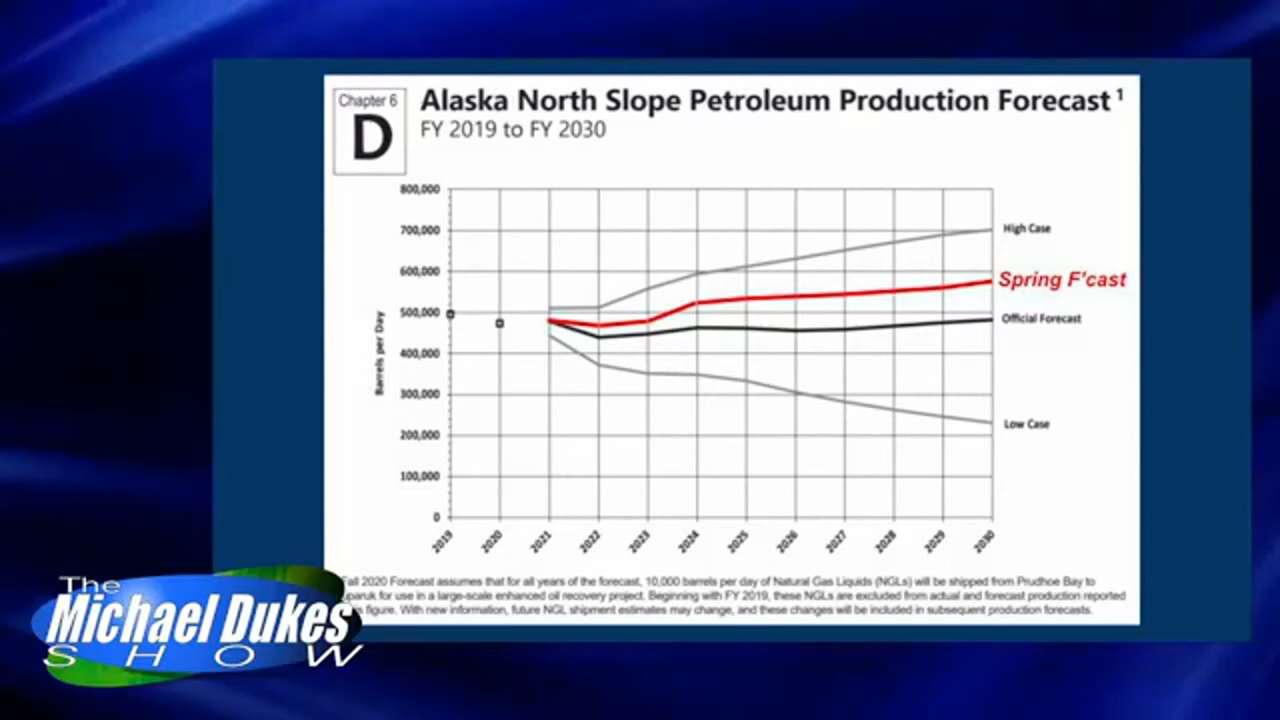 Chapter 6
D
Alaska North Slope Petroleum Production Forecast 1
FY 2019 to FY 2030
800,000
700,000
600,000
500,000
400,000
300,000
200,000
100,000
0
Barrels per Day
High Case
Spring F'cast
Official Forecast
Low Case
2019
2020
2021
2022
2023
2024
2025
2026
2027
2028
2029
2030
Fall 2020 Forecast assumes that for all years of the forecast, 10,000 barrels per day of Natural Gas Liquids (NGLs) will be shipped from Prudhoe Bay to
paruk for use in a large-scale enhanced oil recovery project. Beginning with FY 2019, these NGLs are excluded from actual and forecast production reported
is figure. With new information, future NGL shipment estimates may change, and these changes will be included in subsequent production forecasts.
The
Michael Dukes
SHOW